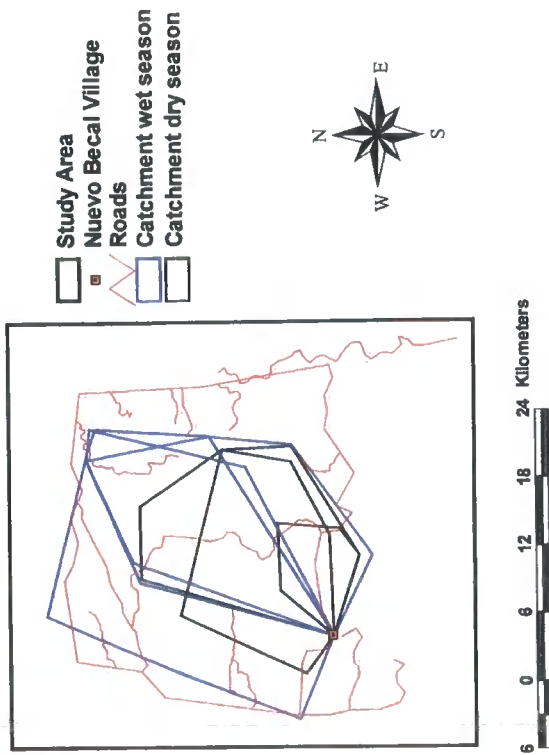 Study Area
Nuevo Becal Village
Roads
Catchment wet season
Catchment dry season
N
W
E
S
6 0 6 12 18 24 Kilometers